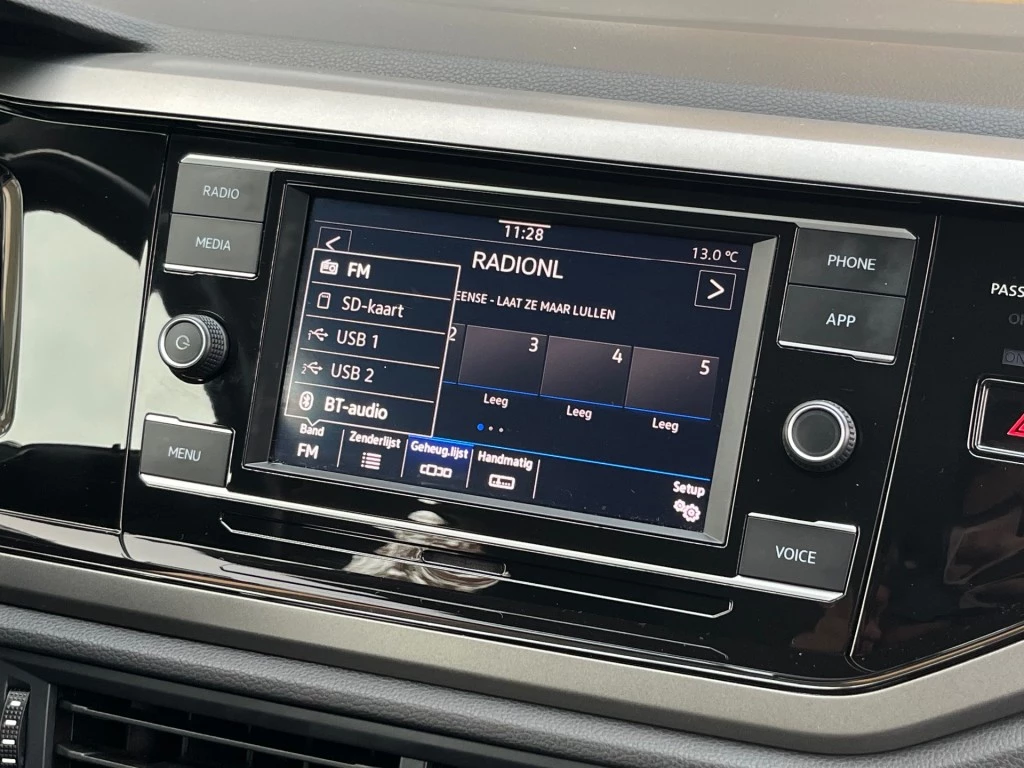 RADIO
MEDIA
MENU
11:28
13.0 °C
<
RADIONL
>
FM
SD-kaart
USB 1
USB 2
BT-audio
EENSE - LAAT ZE MAAR LULLEN
2
3
4
5
Leeg
Leeg
Leeg
Band
FM
Zenderlijst
Geheug.lijst
Handmatig
Setup
PHONE
APP
VOICE
PASS
ON